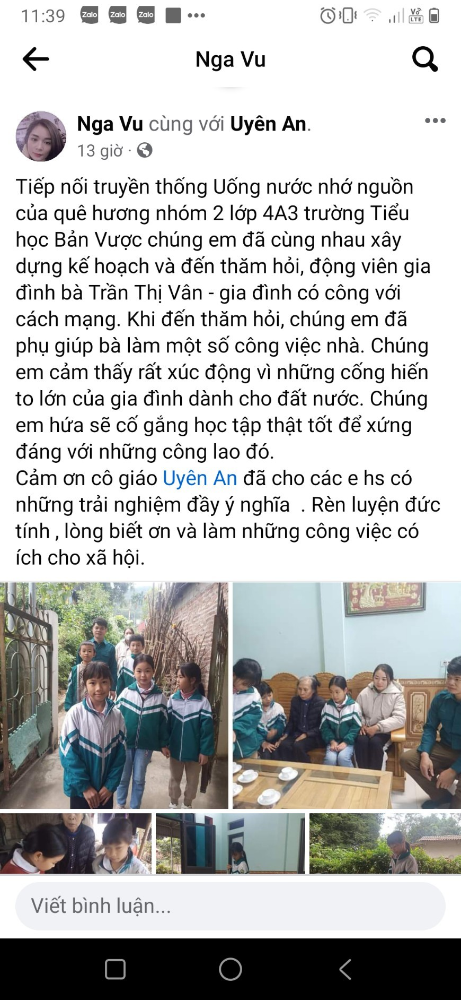 11:39 Zalo Zalo Zalo Vo LTE
Nga Vu
Nga Vu cùng với Uyên An.
13 giờ ·
Tiếp nối truyền thống Uống nước nhớ nguồn
của quê hương nhóm 2 lớp 4A3 trường Tiểu
học Bản Vược chúng em đã cùng nhau xây
dựng kế hoạch và đến thăm hỏi, động viên gia
đình bà Trần Thị Vân - gia đình có công với
cách mạng. Khi đến thăm hỏi, chúng em đã
phụ giúp bà làm một số công việc nhà. Chúng
em cảm thấy rất xúc động vì những cống hiến
to lớn của gia đình dành cho đất nước. Chúng
em hứa sẽ cố gắng học tập thật tốt để xứng
đáng với những công lao đó.
Cảm ơn cô giáo Uyên An đã cho các e hs có
những trải nghiệm đầy ý nghĩa  . Rèn luyện đức
tính , lòng biết ơn và làm những công việc có
ích cho xã hội.
Viết bình luận...